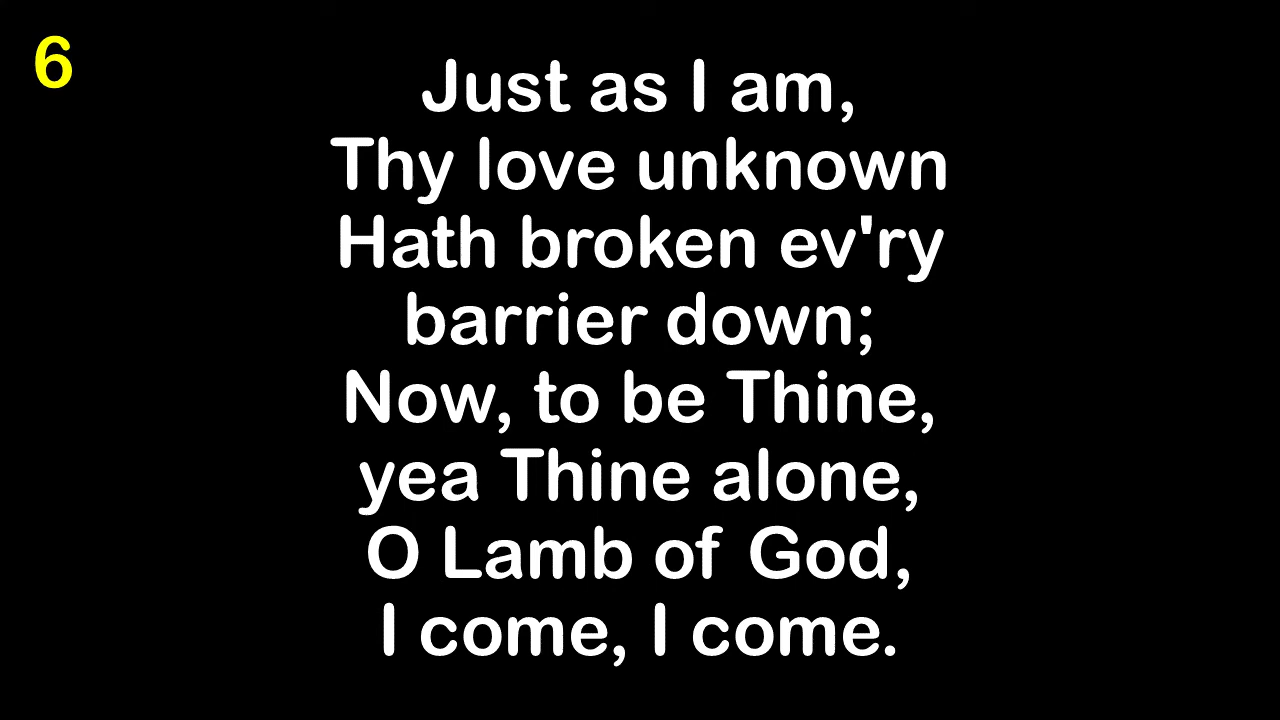 6
Just as I am,
Thy love unknown
Hath broken ev'ry
barrier down;
Now, to be Thine,
yea Thine alone,
O Lamb of God,
I come, I come.